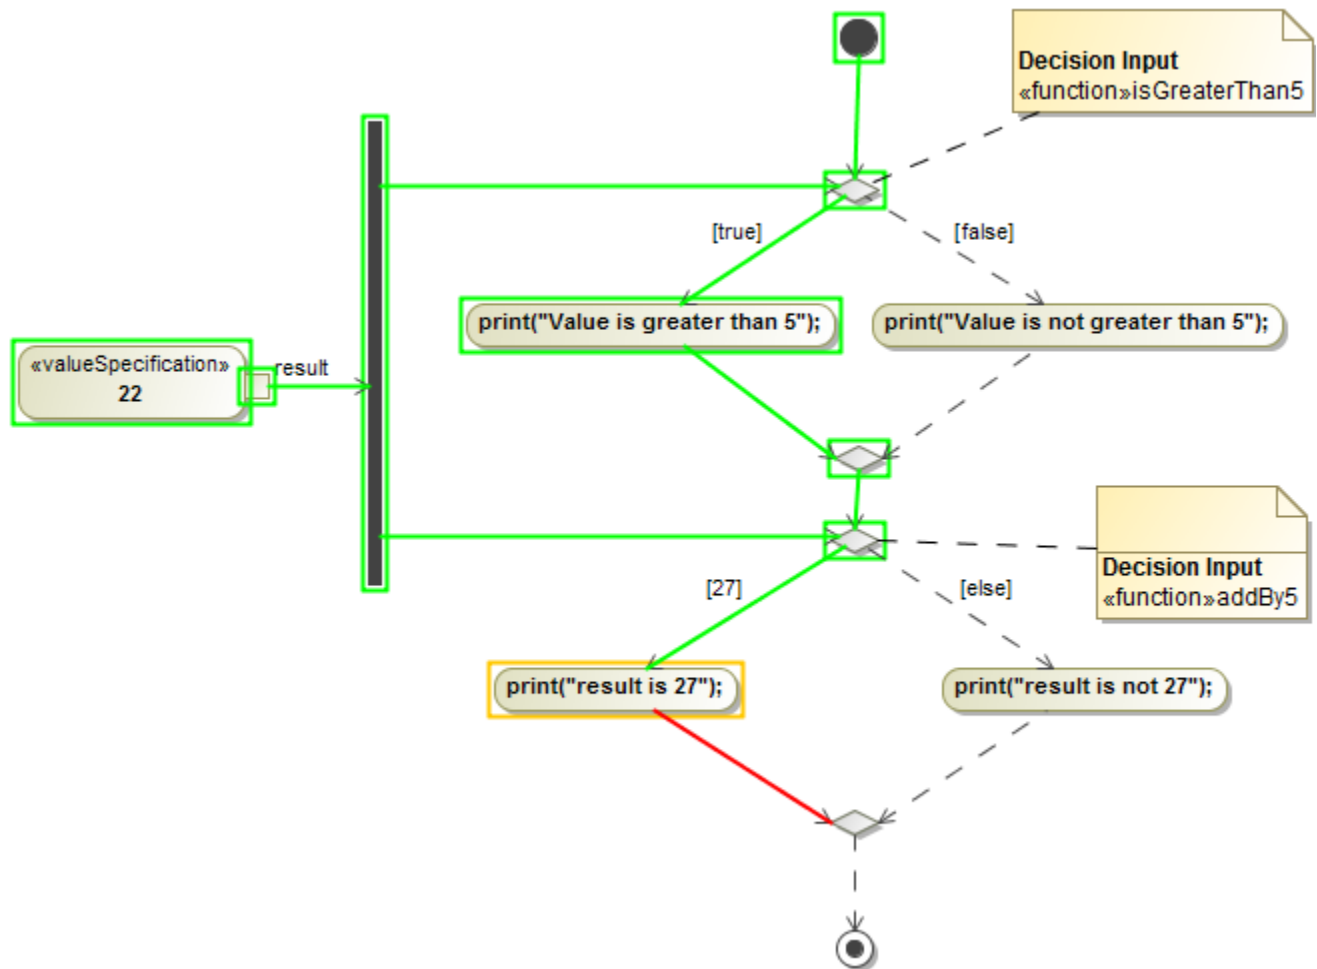 Decision Input
«function»isGreaterThan5
[true]
[false]
print("Value is greater than 5");
print("Value is not greater than 5");
«valueSpecification»
22
result
Decision Input
«function»addBy5
[27]
[else]
print("result is 27");
print("result is not 27");